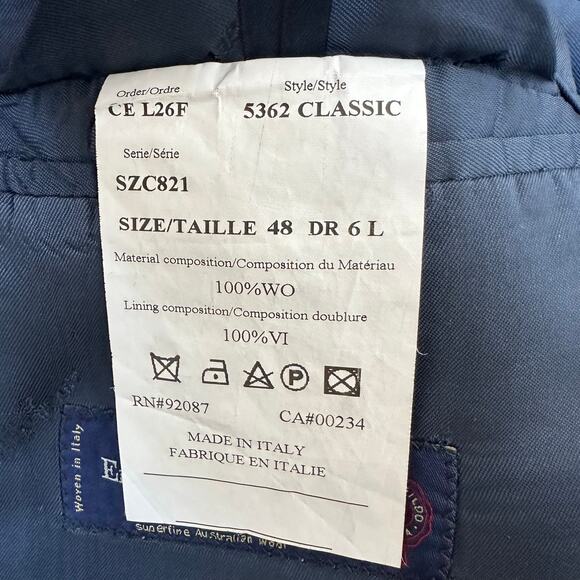 Order/Ordre Style/Style
CE L26F 5362 CLASSIC
Serie/Série
SZC821
SIZE/TAILLE 48 DR 6 L
Material composition/Composition du Matériau
100%WO
Lining composition/Composition doublure
100%VI
P
RN#92087 CA#00234
MADE IN ITALY
FABRIQUE EN ITALIE
Woven in Italy
Superfine Australian Wool